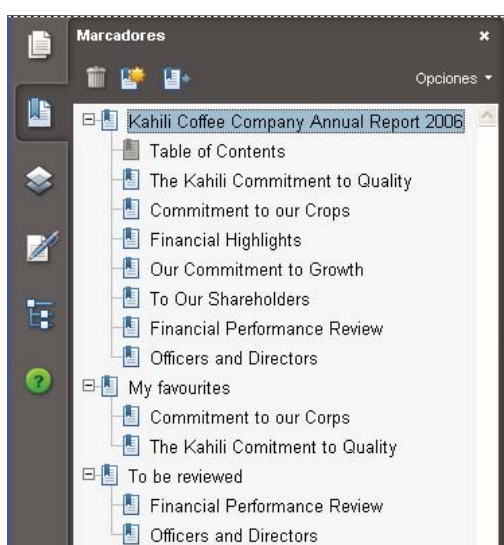 Marcadores
Opciones
Kahili Coffee Company Annual Report 2006
Table of Contents
The Kahili Commitment to Quality
Commitment to our Crops
Financial Highlights
Our Commitment to Growth
To Our Shareholders
Financial Performance Review
Officers and Directors
My favourites
Commitment to our Corps
The Kahili Comitment to Quality
To be reviewed
Financial Performance Review
Officers and Directors